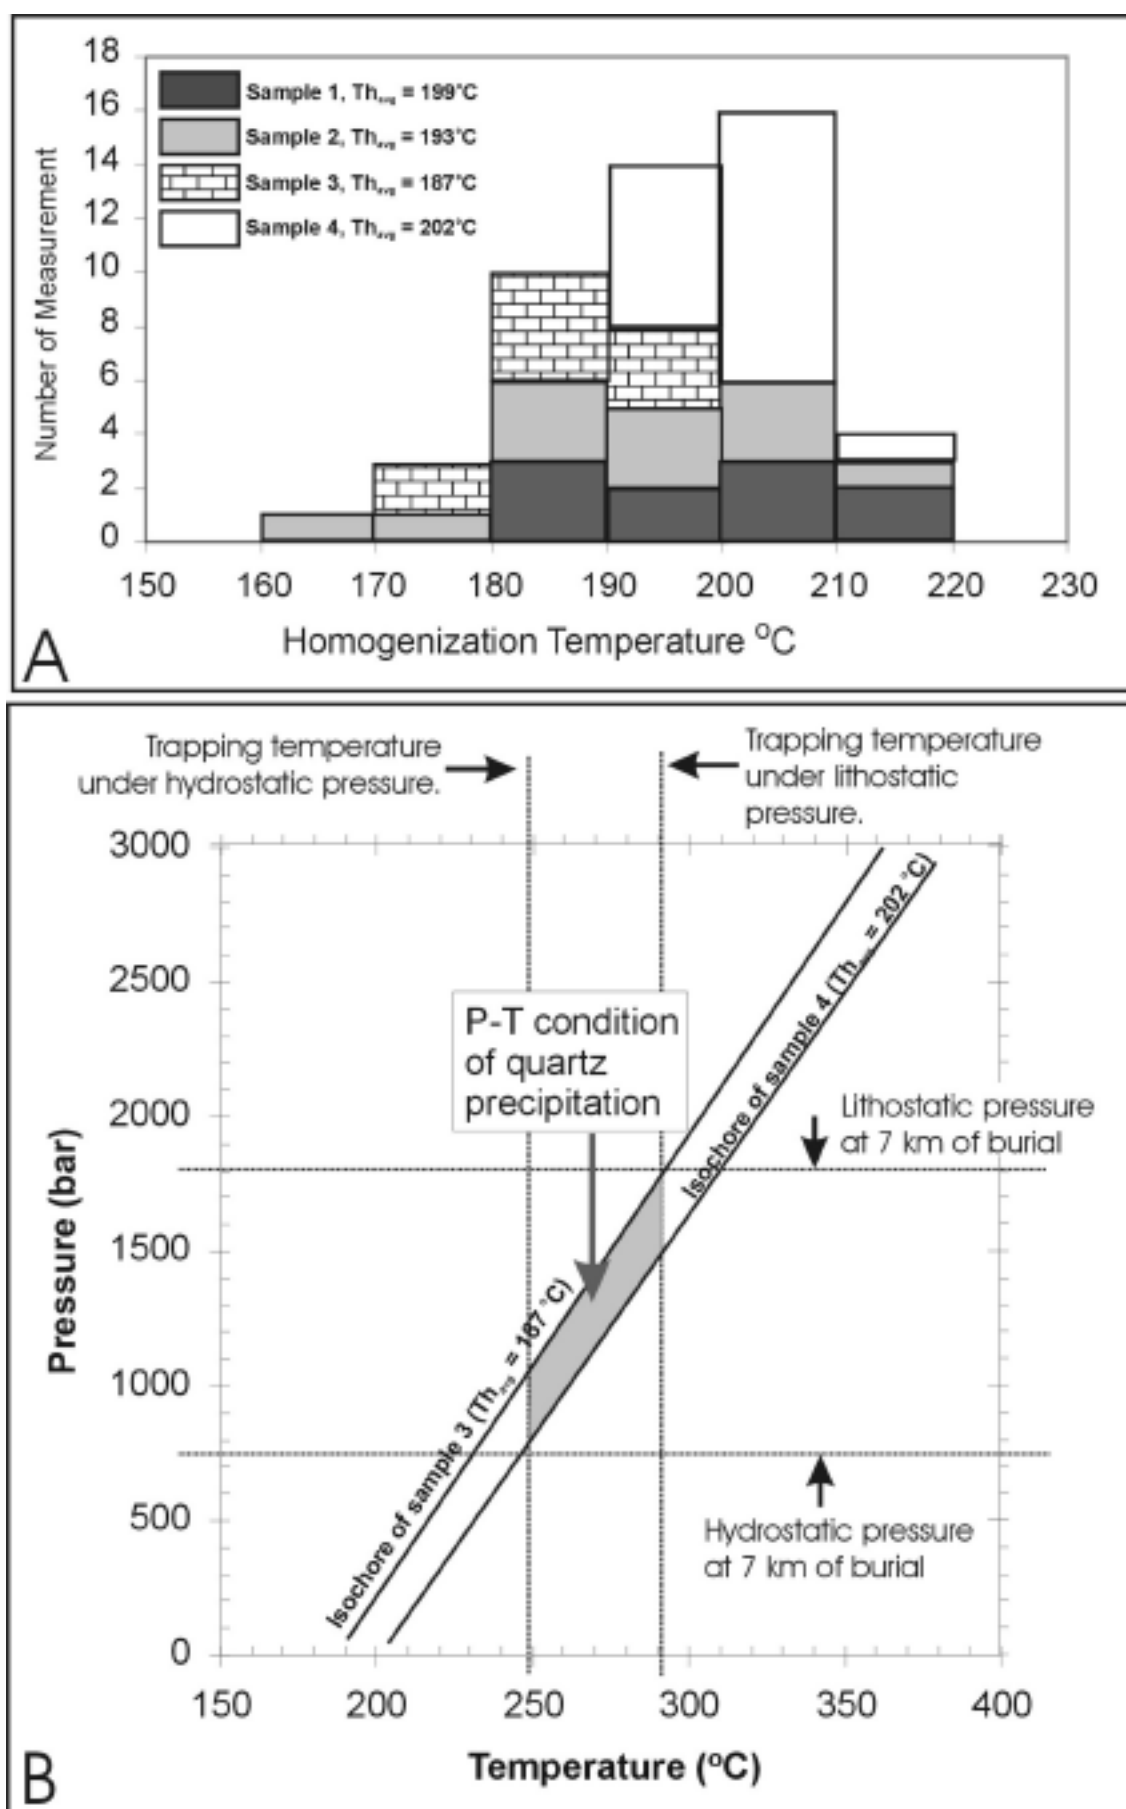 18
16
14
12
10
8
6
4
2
0
Number of Measurement
Sample 1, Thavg = 199°C
Sample 2, Thavg = 193°C
Sample 3, Thavg = 187°C
Sample 4, Thavg = 202°C
150 160 170 180 190 200 210 220 230
Homogenization Temperature °C
A
Trapping temperature
under hydrostatic pressure.
Trapping temperature
under lithostatic
pressure.
3000
2500
2000
1500
1000
500
0
Pressure (bar)
P-T condition
of quartz
precipitation
Isochore of sample 4 (Thavg = 202 °C)
Lithostatic pressure
at 7 km of burial
Isochore of sample 3 (Thavg = 187 °C)
Hydrostatic pressure
at 7 km of burial
150 200 250 300 350 400
Temperature (°C)
B